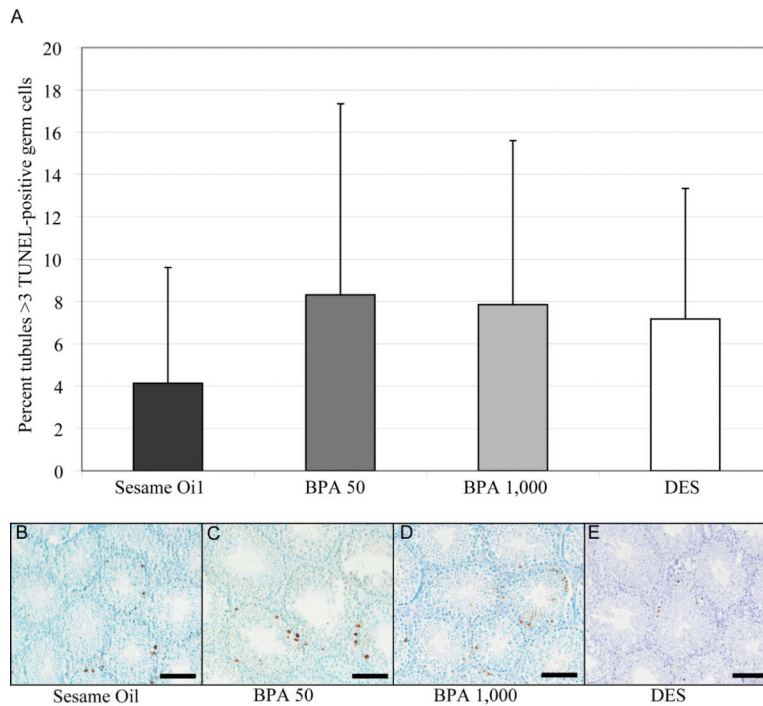 A
Percent tubules >3 TUNEL-positive germ cells
20
18
16
14
12
10
8
6
4
2
0
Sesame Oi1 BPA 50 BPA 1,000 DES
B C D E
Sesame Oil BPA 50 BPA 1,000 DES